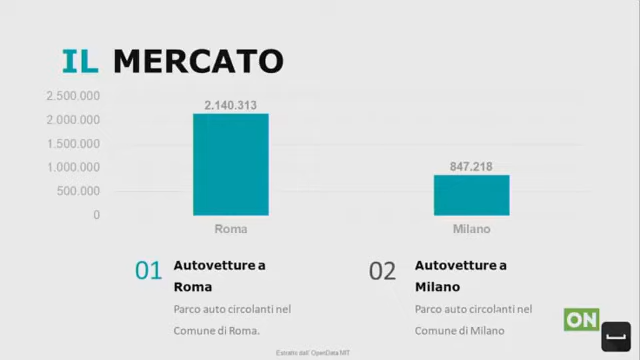 IL MERCATO
2.500.000
2.000.000
1.500.000
1.000.000
500.000
0
2.140.313
847.218
Roma
Milano
01
Autovetture a
Roma
Parco auto circolanti nel
Comune di Roma.
02
Autovetture a
Milano
Parco auto circolanti nel
Comune di Milano
ON
Estratto dall' OpenData MIT